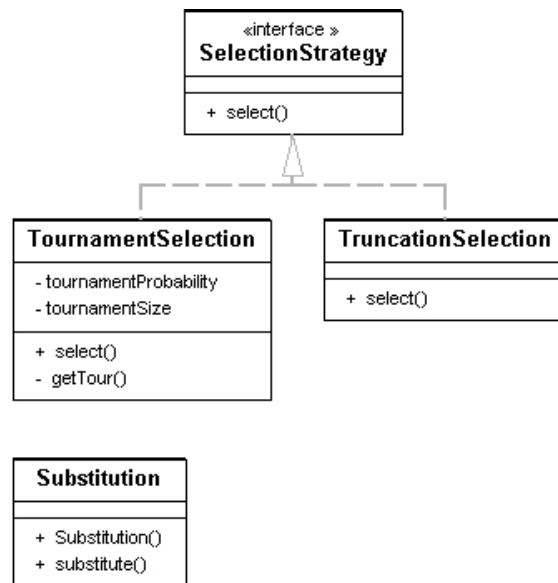 «interface »
SelectionStrategy
+ select()
TournamentSelection
- tournamentProbability
- tournamentSize
+ select()
- getTour()
TruncationSelection
+ select()
Substitution
+ Substitution()
+ substitute()